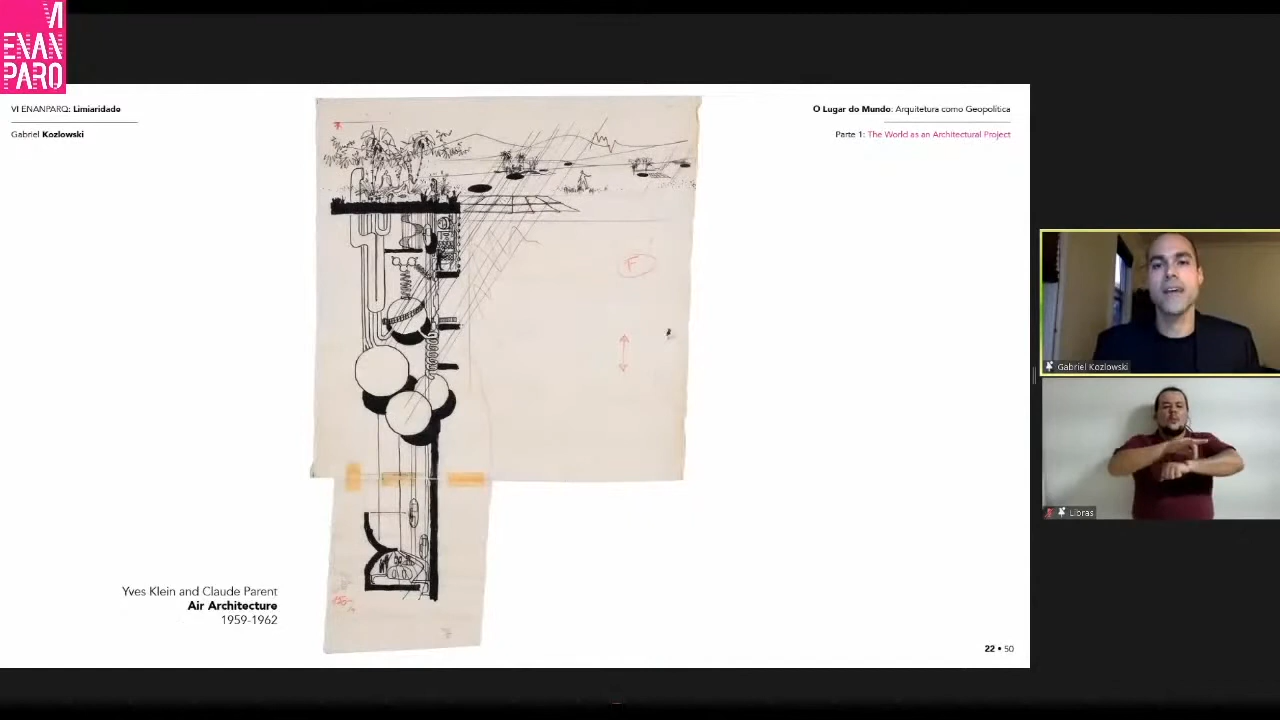 VI
ENAN
PARQ
VI ENANPARQ: Limiaridade
Gabriel Kozlowski
O Lugar do Mundo: Arquitetura como Geopolítica
Parte 1: The World as an Architectural Project
F
Yves Klein and Claude Parent
Air Architecture
1959-1962
22 • 50
Gabriel Kozlowski
Libras